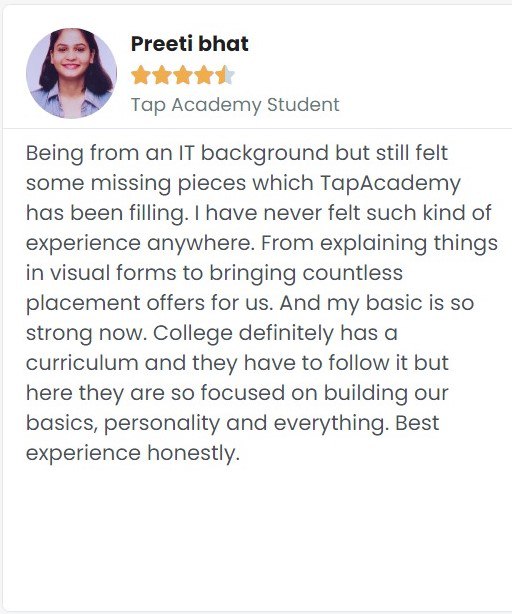 Preeti bhat
Tap Academy Student
Being from an IT background but still felt
some missing pieces which TapAcademy
has been filling. I have never felt such kind of
experience anywhere. From explaining things
in visual forms to bringing countless
placement offers for us. And my basic is so
strong now. College definitely has a
curriculum and they have to follow it but
here they are so focused on building our
basics, personality and everything. Best
experience honestly.